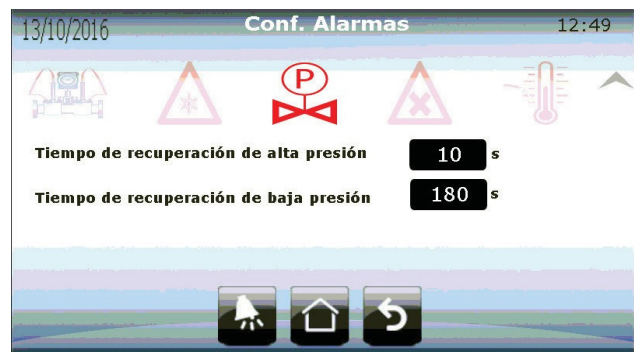 13/10/2016 Conf. Alarmas 12:49
P
Tiempo de recuperación de alta presión 10 s
Tiempo de recuperación de baja presión 180 s